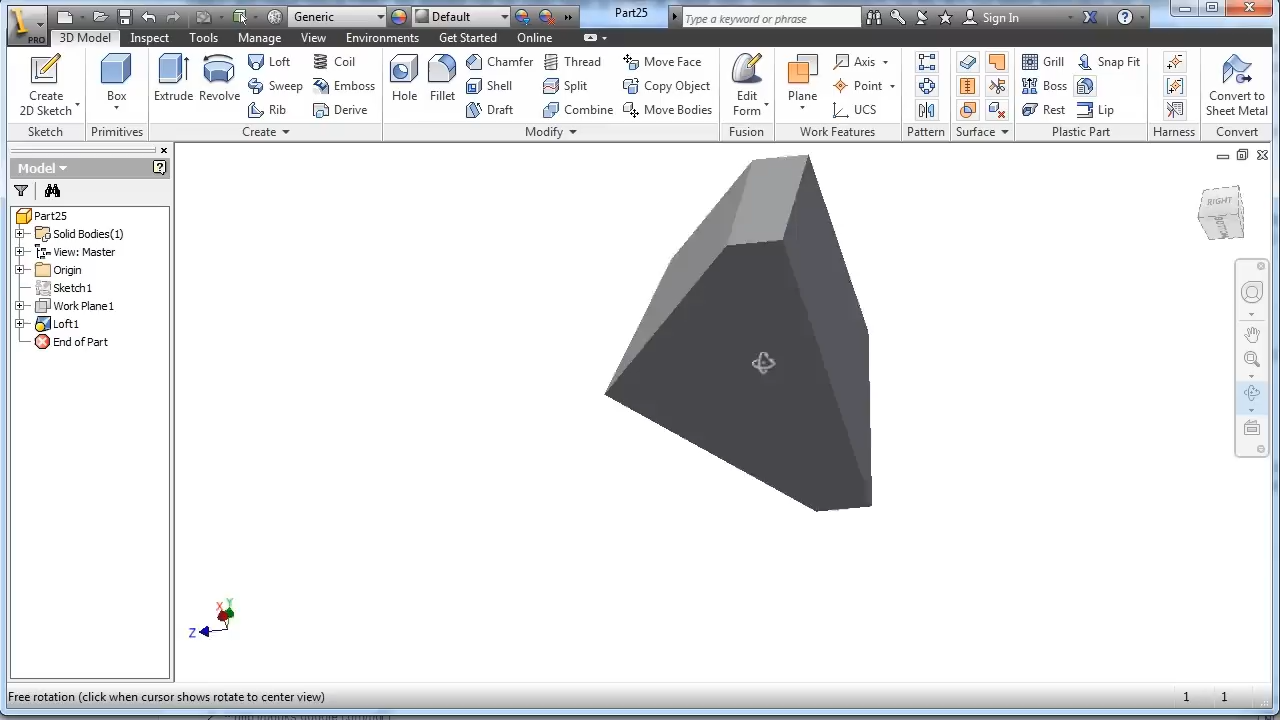 Generic
Default
Part25
Type a keyword or phrase
Sign In
PRO
3D Model
Inspect
Tools
Manage
View
Environments
Get Started
Online
Create
2D Sketch
Sketch
Box
Primitives
Extrude
Revolve
Loft
Sweep
Rib
Coil
Emboss
Derive
Create
Hole
Fillet
Chamfer
Shell
Draft
Thread
Split
Combine
Move Face
Copy Object
Move Bodies
Modify
Edit
Form
Fusion
Plane
Axis
Point
UCS
Work Features
Pattern
Surface
Grill
Boss
Rest
Snap Fit
Lip
Plastic Part
Harness
Convert to
Sheet Metal
Convert
Model
Part25
Solid Bodies(1)
View: Master
Origin
Sketch1
Work Plane1
Loft1
End of Part
RIGHT
X
Y
Z
Free rotation (click when cursor shows rotate to center view)
1
1